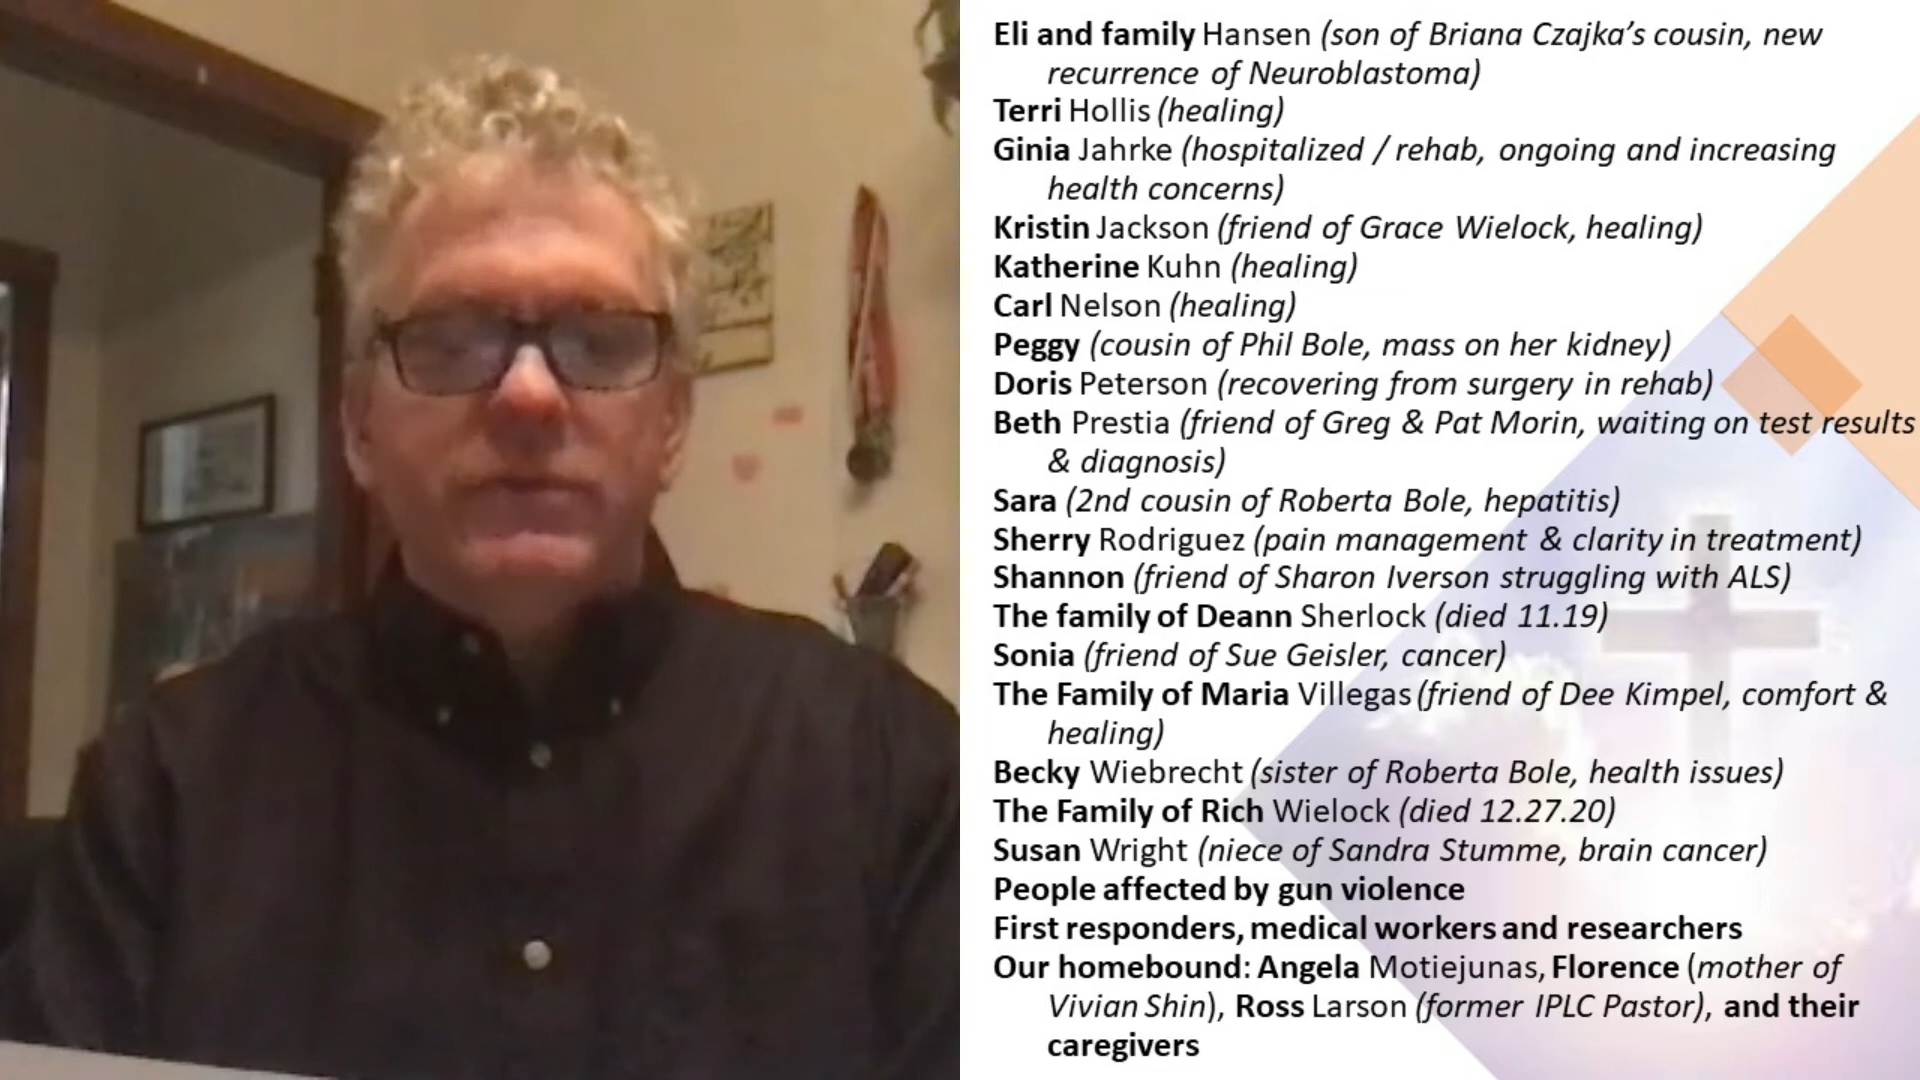 Eli and family Hansen (son of Briana Czajka’s cousin, new
recurrence of Neuroblastoma)
Terri Hollis (healing)
Ginia Jahrke (hospitalized / rehab, ongoing and increasing
health concerns)
Kristin Jackson (friend of Grace Wielock, healing)
Katherine Kuhn (healing)
Carl Nelson (healing)
Peggy (cousin of Phil Bole, mass on her kidney)
Doris Peterson (recovering from surgery in rehab)
Beth Prestia (friend of Greg & Pat Morin, waiting on test results
& diagnosis)
Sara (2nd cousin of Roberta Bole, hepatitis)
Sherry Rodriguez (pain management & clarity in treatment)
Shannon (friend of Sharon Iverson struggling with ALS)
The family of Deann Sherlock (died 11.19)
Sonia (friend of Sue Geisler, cancer)
The Family of Maria Villegas (friend of Dee Kimpel, comfort &
healing)
Becky Wiebrecht (sister of Roberta Bole, health issues)
The Family of Rich Wielock (died 12.27.20)
Susan Wright (niece of Sandra Stumme, brain cancer)
People affected by gun violence
First responders, medical workers and researchers
Our homebound: Angela Motiejunas, Florence (mother of
Vivian Shin), Ross Larson (former IPLC Pastor), and their
caregivers